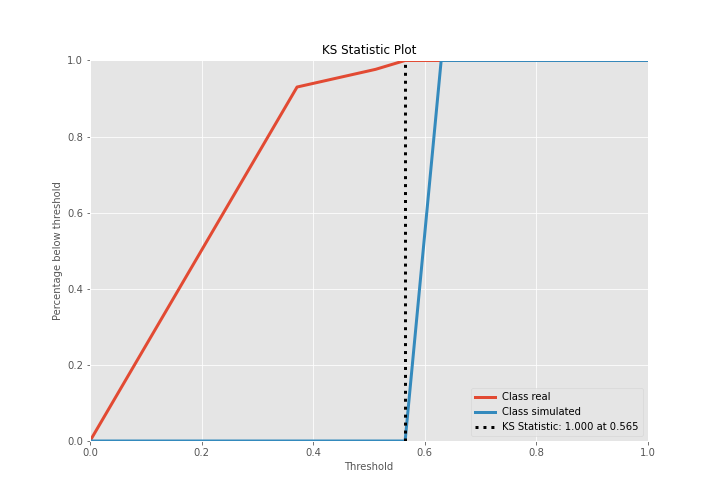 KS Statistic Plot
1.0
0.8
0.6
0.4
0.2
0.0
Percentage below threshold
0.0 0.2 0.4 0.6 0.8 1.0
Threshold
Class real
Class simulated
KS Statistic: 1.000 at 0.565